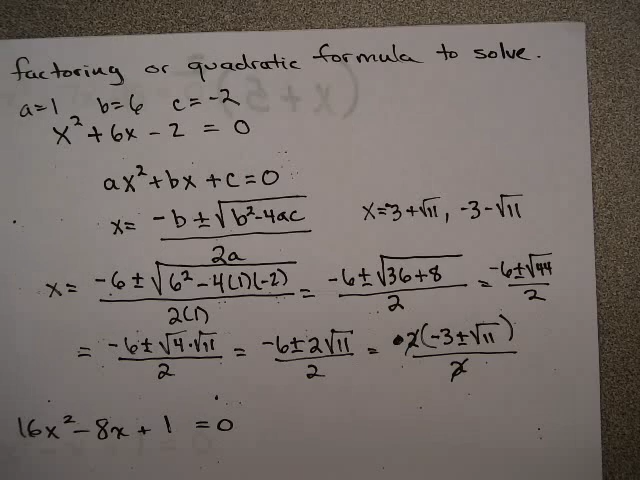 factoring or quadratic formula to solve.
a=1 b=6 c=-2
x²+6x-2=0
ax²+bx+c=0
x= (-b±√(b²-4ac))/(2a) x=-3+√11, -3-√11
x= (-6±√(6²-4(1)(-2)))/(2(1)) = (-6±√(36+8))/2 = (-6±√44)/2
= (-6±√4·√11)/2 = (-6±2√11)/2 = 2(-3±√11)/2
16x²-8x+1=0